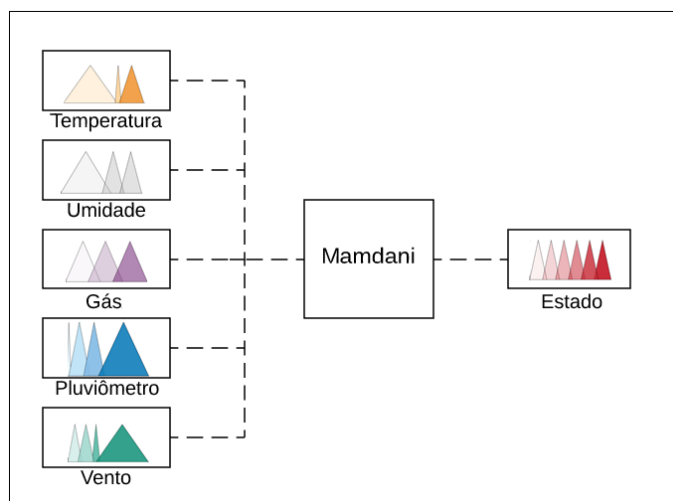 Temperatura
Umidade
Gás
Pluviômetro
Vento
Mamdani
Estado